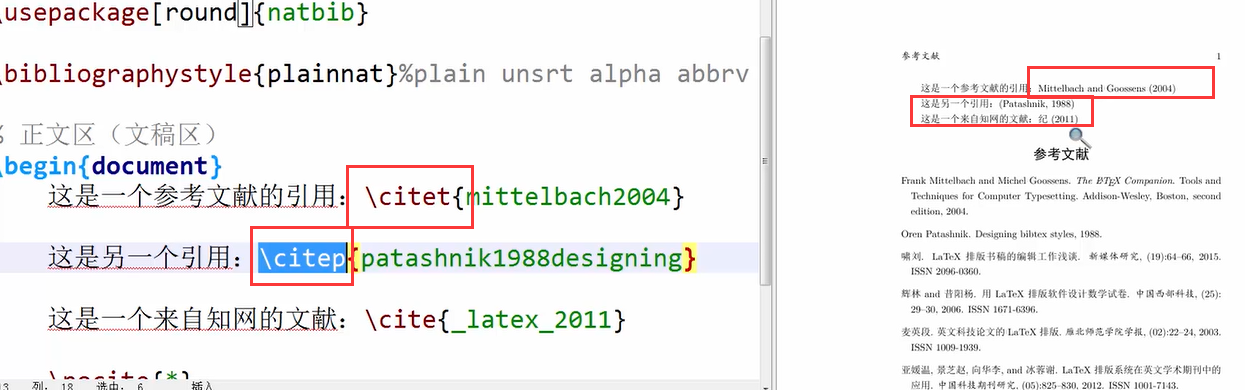 \usepackage[round]{natbib}
\bibliographystyle{plainnat}%plain unsrt alpha abbrv
% 正文区（文稿区）
\begin{document}
这是一个参考文献的引用：\citet{mittelbach2004}
这是另一个引用：\citep{patashnik1988designing}
这是一个来自知网的文献：\cite{_latex_2011}
\nocite{*}
列: 18 选中: 6 插入
参考文献 1
这是一个参考文献的引用：Mittelbach and Goossens (2004)
这是另一个引用：(Patashnik, 1988)
这是一个来自知网的文献：纪 (2011)
参考文献
Frank Mittelbach and Michel Goossens. The LaTeX Companion. Tools and
Techniques for Computer Typesetting. Addison-Wesley, Boston, second
edition, 2004.
Oren Patashnik. Designing bibtex styles, 1988.
啸刘. LaTeX 排版书稿的编辑工作浅谈. 新媒体研究, (19):64–66, 2015.
ISSN 2096-0360.
辉林 and 昔阳杨. 用 LaTeX 排版软件设计数学试卷. 中国西部科技, (25):
29–30, 2006. ISSN 1671-6396.
麦英段. 英文科技论文的 LaTeX 排版. 雁北师范学院学报, (02):22–24, 2003.
ISSN 1009-1939.
亚媛温, 景芝赵, 向华李, and 冰蓉谢. LaTeX 排版系统在英文学术期刊中的
应用. 中国科技期刊研究, (05):825–830, 2012. ISSN 1001-7143.